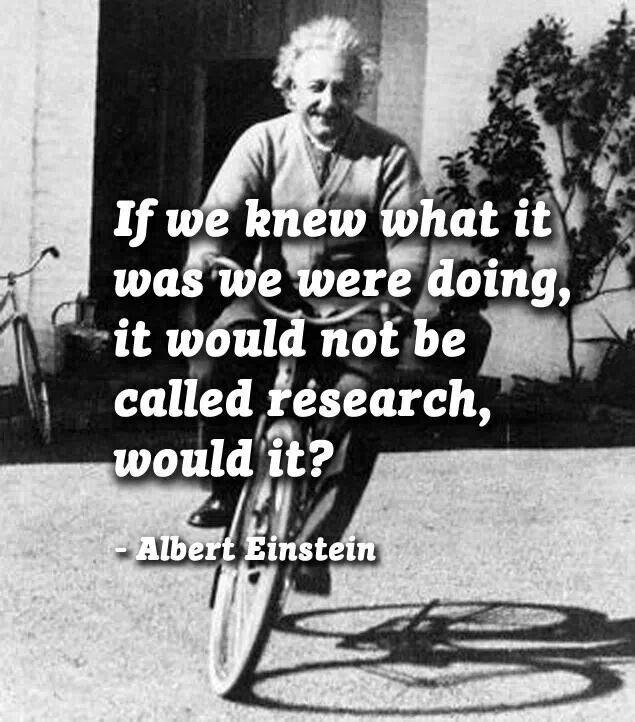 If we knew what it
was we were doing,
it would not be
called research,
would it?
- Albert Einstein